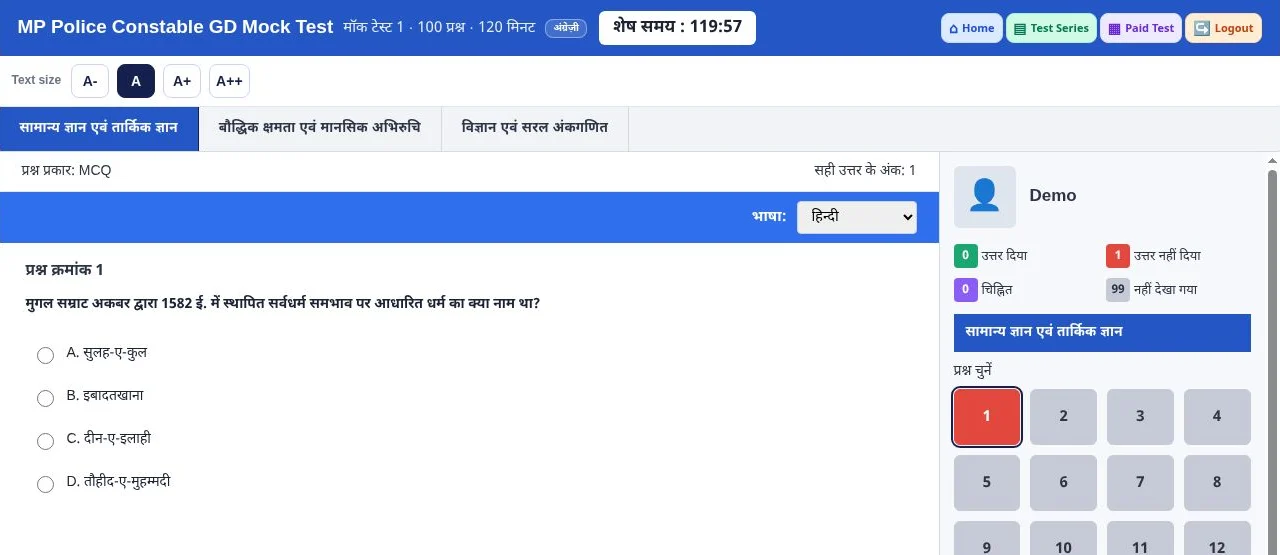 MP Police Constable GD Mock Test मॉक टेस्ट 1 · 100 प्रश्न · 120 मिनट अंग्रेज़ी शेष समय : 119:57 Home Test Series Paid Test Logout
Text size A- A A+ A++
सामान्य ज्ञान एवं तार्किक ज्ञान बौद्धिक क्षमता एवं मानसिक अभिरुचि विज्ञान एवं सरल अंकगणित
प्रश्न प्रकार: MCQ सही उत्तर के अंक: 1
भाषा: हिन्दी
प्रश्न क्रमांक 1
मुगल सम्राट अकबर द्वारा 1582 ई. में स्थापित सर्वधर्म समभाव पर आधारित धर्म का क्या नाम था?
A. सुलह-ए-कुल
B. इबादतखाना
C. दीन-ए-इलाही
D. तौहीद-ए-मुहम्मदी
Demo
0 उत्तर दिया 1 उत्तर नहीं दिया
0 चिह्नित 99 नहीं देखा गया
सामान्य ज्ञान एवं तार्किक ज्ञान
प्रश्न चुनें
1 2 3 4
5 6 7 8
9 10 11 12